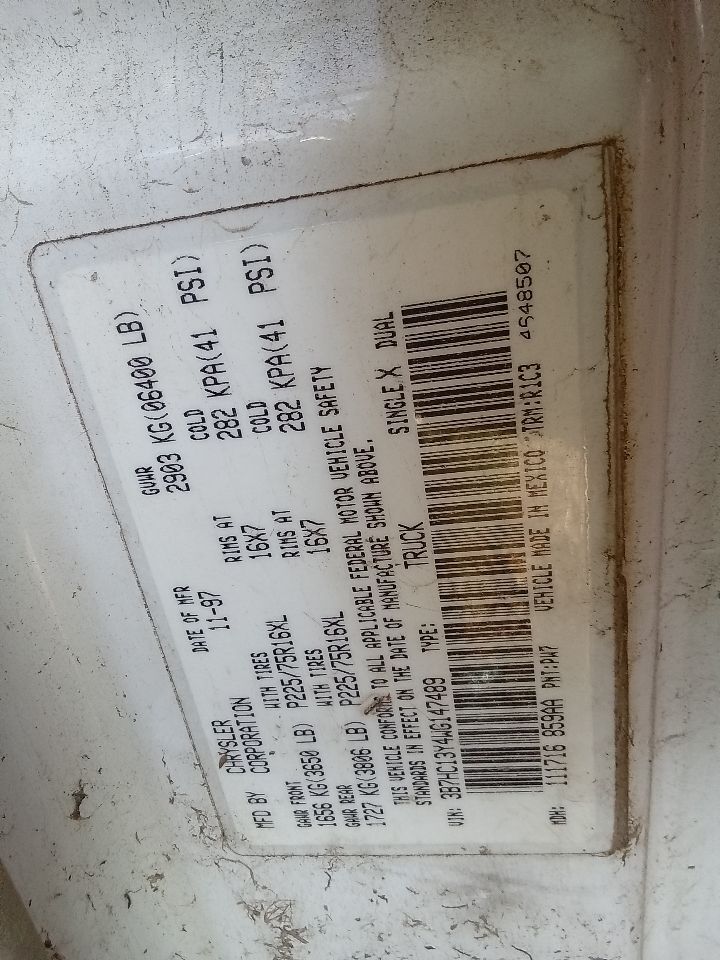 MFD BY CHRYSLER CORPORATION DATE OF MFR 11-97 GVWR 2903 KG(06400 LB)
GAWR FRONT WITH TIRES RIMS AT COLD
1656 KG(3650 LB) P225/75R16XL 16X7 282 KPA(41 PSI)
GAWR REAR WITH TIRES RIMS AT COLD
1727 KG(3806 LB) P225/75R16XL 16X7 282 KPA(41 PSI)
THIS VEHICLE CONFORMS TO ALL APPLICABLE FEDERAL MOTOR VEHICLE SAFETY
STANDARDS IN EFFECT ON THE DATE OF MANUFACTURE SHOWN ABOVE.
VIN: 3B7HC13Y4WG147489 TYPE: TRUCK SINGLE X DUAL
MDH: 111716 859AA PNT:PW7 VEHICLE MADE IN MEXICO TRM:R1C3 4548507